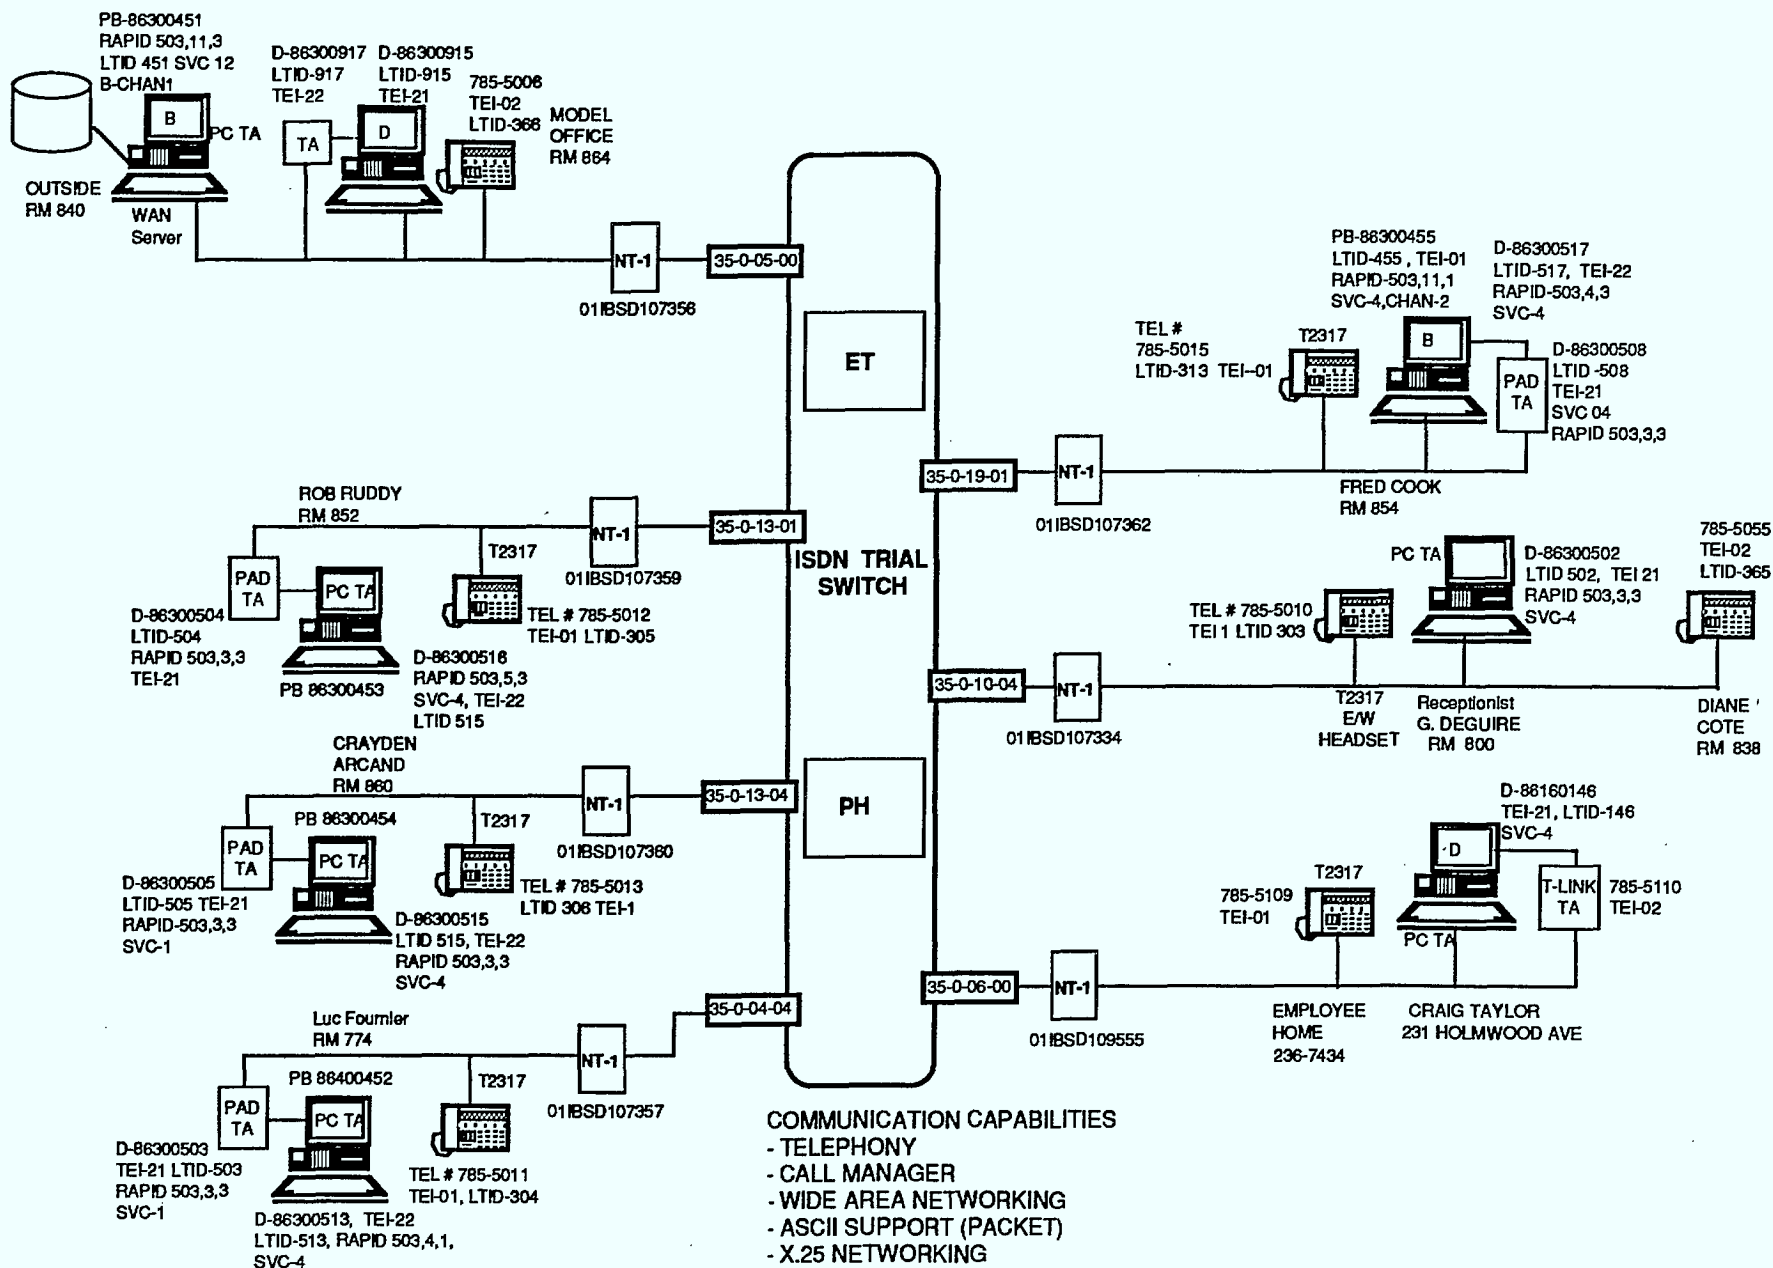 PB-86300451
RAPID 503,11,3
LTID 451 SVC 12
B-CHAN1
B
PC TA
OUTSIDE
RM 840
WAN
Server
D-86300917
LTID-917
TEI-22
TA
D-86300915
LTID-915
TEI-21
D
785-5006
TEI-02
LTID-366
MODEL
OFFICE
RM 864
NT-1
01IBSD107356
35-0-05-00
ET
ISDN TRIAL
SWITCH
PH
ROB RUDDY
RM 852
PAD
TA
PC TA
D-86300504
LTID-504
RAPID 503,3,3
TEI-21
PB 86300453
D-86300516
RAPID 503,5,3
SVC-4, TEI-22
LTID 515
T2317
TEL # 785-5012
TEI-01 LTID-305
NT-1
01IBSD107359
35-0-13-01
CRAYDEN
ARCAND
RM 860
PB 86300454
PAD
TA
PC TA
D-86300505
LTID-505 TEI-21
RAPID-503,3,3
SVC-1
D-86300515
LTID 515, TEI-22
RAPID 503,3,3
SVC-4
T2317
TEL # 785-5013
LTID 306 TEI-1
NT-1
01IBSD107360
35-0-13-04
Luc Fournier
RM 774
PB 86400452
PAD
TA
PC TA
D-86300503
TEI-21 LTID-503
RAPID 503,3,3
SVC-1
D-86300513, TEI-22
LTID-513, RAPID 503,4,1,
SVC-4
T2317
TEL # 785-5011
TEI-01, LTID-304
NT-1
01IBSD107357
35-0-04-04
PB-86300455
LTID-455 , TEI-01
RAPID-503,11,1
SVC-4,CHAN-2
D-86300517
LTID-517, TEI-22
RAPID-503,4,3
SVC-4
TEL #
785-5015
LTID-313 TEI--01
T2317
B
PAD
TA
D-86300508
LTID -508
TEI-21
SVC 04
RAPID 503,3,3
35-0-19-01
NT-1
01IBSD107362
FRED COOK
RM 854
PC TA
D-86300502
LTID 502, TEI 21
RAPID 503,3,3
SVC-4
785-5055
TEI-02
LTID-365
TEL # 785-5010
TEI 1 LTID 303
35-0-10-04
NT-1
01IBSD107334
T2317
E/W
HEADSET
Receptionist
G. DEGUIRE
RM 800
DIANE
COTE
RM 838
D-86160146
TEI-21, LTID-146
SVC-4
T2317
785-5109
TEI-01
D
PC TA
T-LINK
TA
785-5110
TEI-02
35-0-06-00
NT-1
01IBSD109555
EMPLOYEE
HOME
236-7434
CRAIG TAYLOR
231 HOLMWOOD AVE
COMMUNICATION CAPABILITIES
- TELEPHONY
- CALL MANAGER
- WIDE AREA NETWORKING
- ASCII SUPPORT (PACKET)
- X.25 NETWORKING